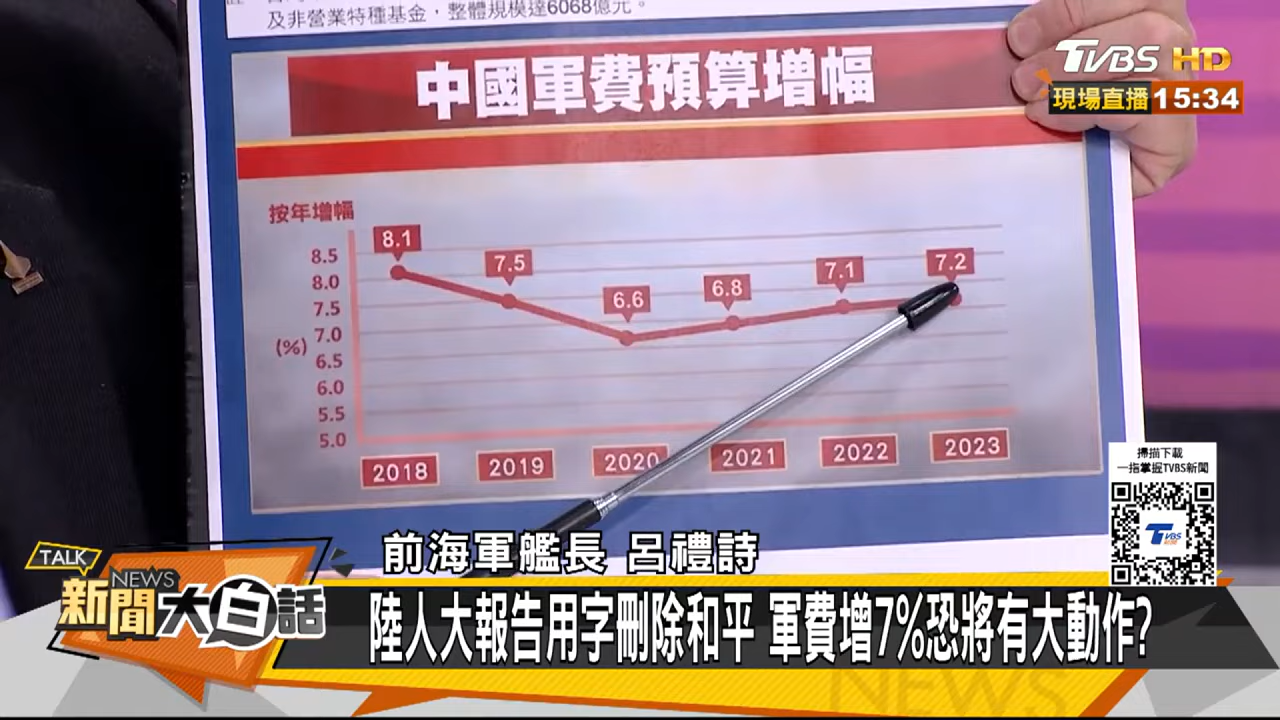 及非營業特種基金，整體規模達6068億元。
TVBS HD
現場直播 15:34
中國軍費預算增幅
按年增幅
8.1
7.5
6.6
6.8
7.1
7.2
8.5
8.0
7.5
(%) 7.0
6.5
6.0
5.5
5.0
2018 2019 2020 2021 2022 2023
掃描下載
一指掌握TVBS新聞
TVBS
前海軍艦長 呂禮詩
TALK
NEWS
新聞大白話
陸人大報告用字刪除和平 軍費增7%恐將有大動作?
NEWS